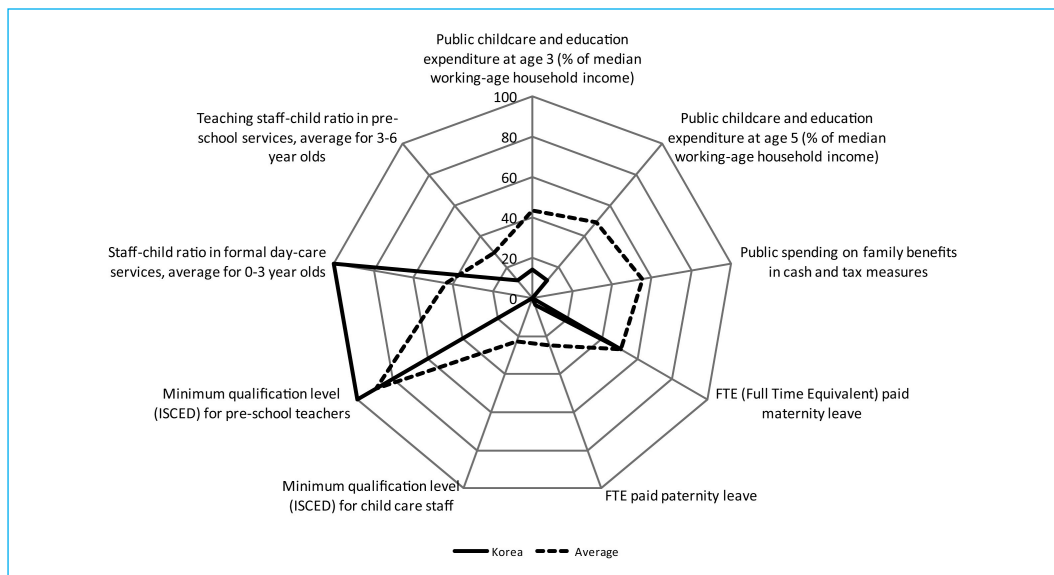 Public childcare and education
expenditure at age 3 (% of median
working-age household income)
100
80
60
40
20
0
Public childcare and education
expenditure at age 5 (% of median
working-age household income)
Public spending on family benefits
in cash and tax measures
FTE (Full Time Equivalent) paid
maternity leave
FTE paid paternity leave
Minimum qualification level
(ISCED) for child care staff
Minimum qualification level
(ISCED) for pre-school teachers
Staff-child ratio in formal day-care
services, average for 0-3 year olds
Teaching staff-child ratio in pre-
school services, average for 3-6
year olds
Korea
Average